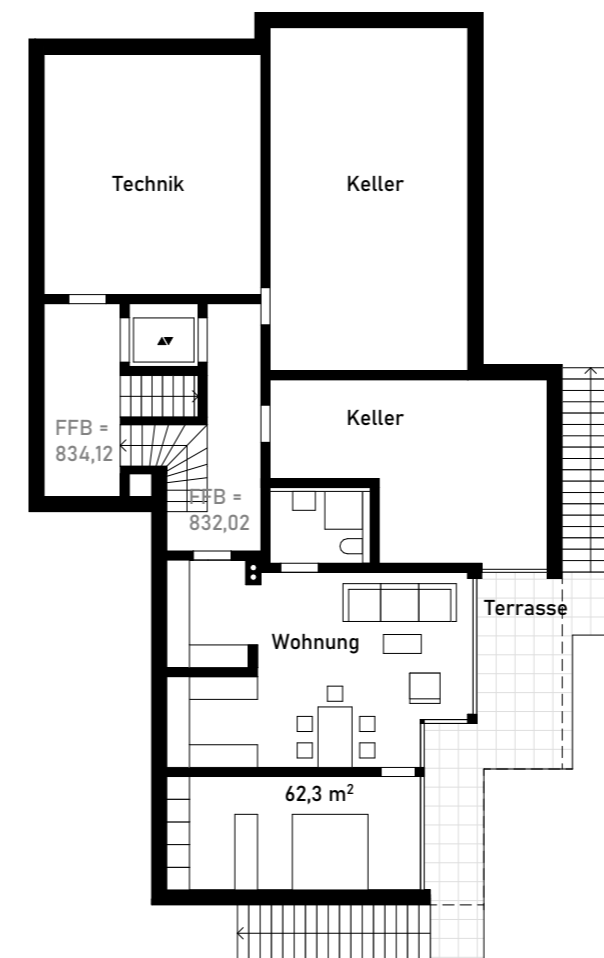 Technik
Keller
Keller
FFB =
834,12
FFB =
832,02
Terrasse
Wohnung
62,3 m²